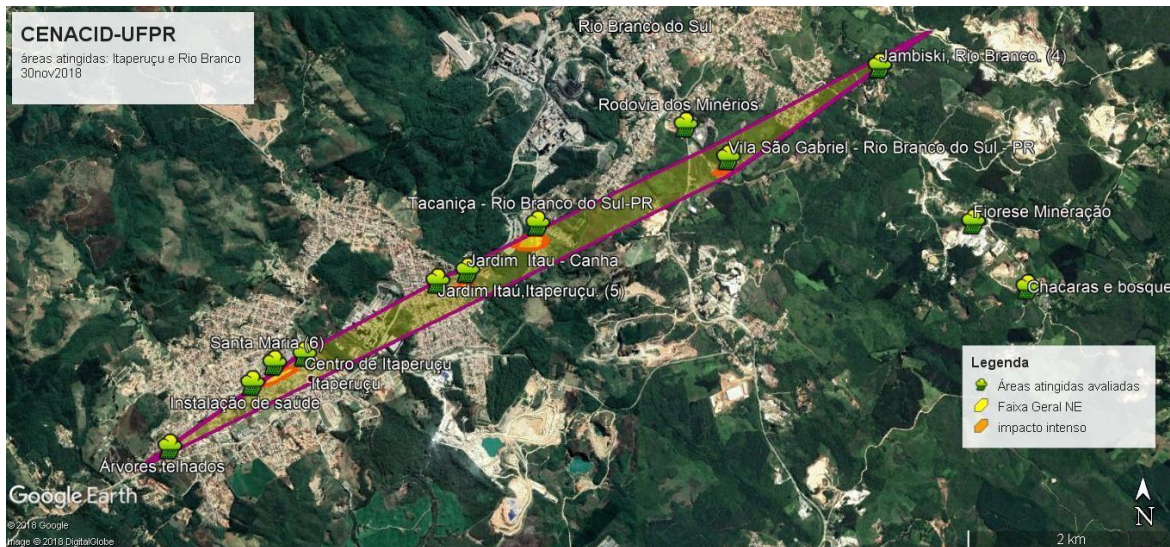 CENACID-UFPR
áreas atingidas: Itaperuçu e Rio Branco
30nov2018
Rio Branco do Sul
Jambiski, Rio Branco. (4)
Rodovia dos Minérios
Vila São Gabriel - Rio Branco do Sul - PR
Tacaniça - Rio Branco do Sul-PR
Fiorese Mineração
Jardim Itau - Canha
Jardim Itaú,Itaperuçu. (5)
Chacaras e bosque
Santa Maria (6)
Centro de Itaperuçu
Itaperuçu
Instalação de saúde
Árvores telhados
Legenda
Áreas atingidas avaliadas
Faixa Geral NE
impacto intenso
Google Earth
© 2018 Google
Image © 2018 DigitalGlobe
N
2 km